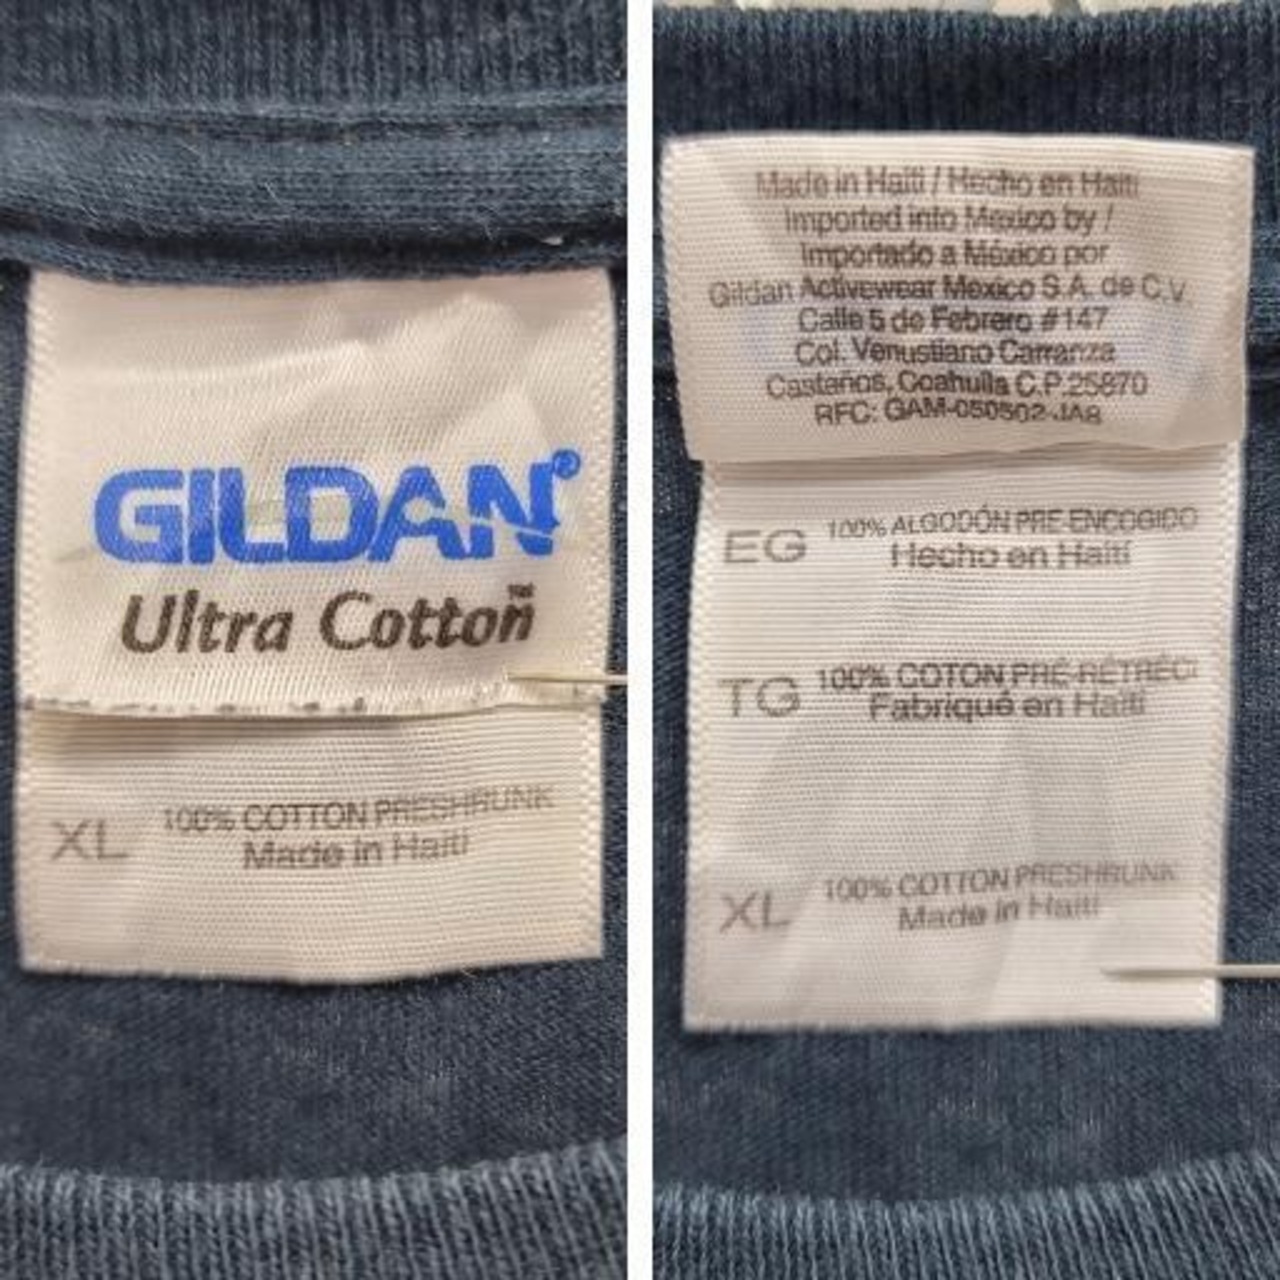 GILDAN®
Ultra Cotton™
XL 100% COTTON PRESHRUNK
Made in Haiti
Made in Haiti / Hecho en Haiti
Imported into Mexico by /
Importado a México por
Gildan Activewear Mexico S.A. de C.V.
Calle 5 de Febrero #147
Col. Venustiano Carranza
Castaños, Coahuila C.P.25870
RFC: GAM-050502-JA8
EG 100% ALGODÓN PRE-ENCOGIDO
Hecho en Haití
TG 100% COTON PRÉ-RÉTRÉCI
Fabriqué en Haïti
XL 100% COTTON PRESHRUNK
Made in Haiti